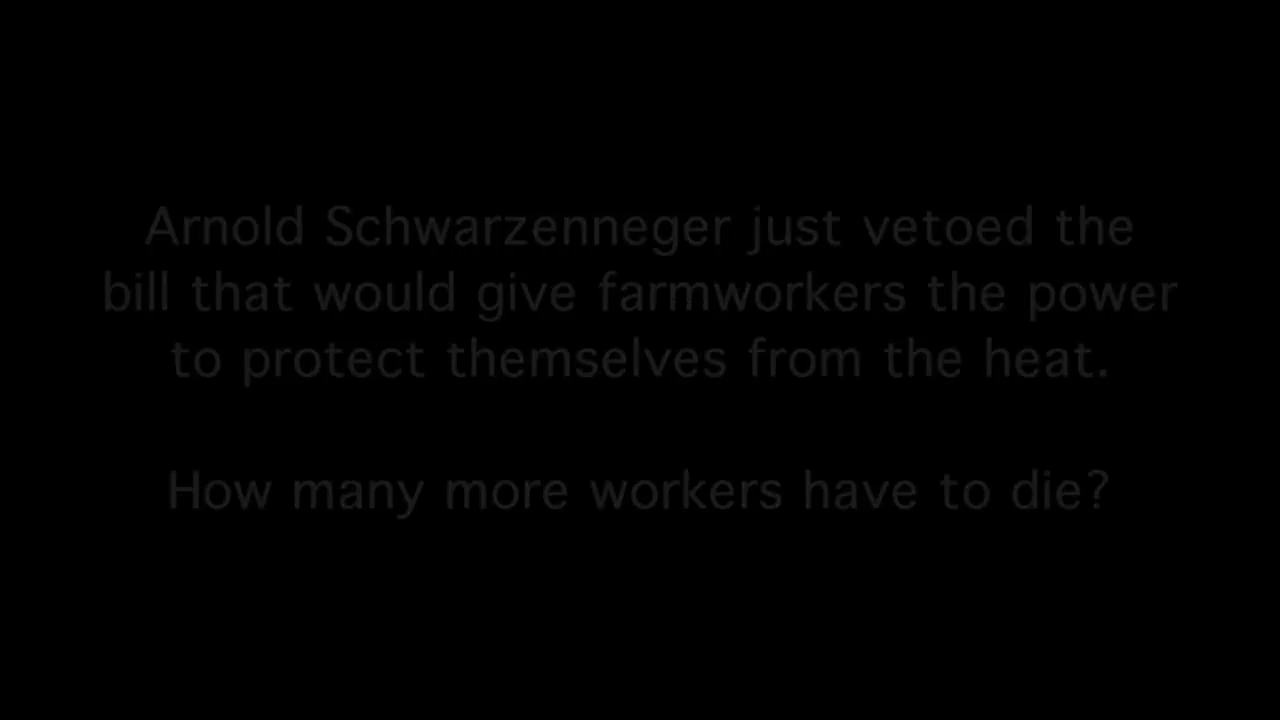 Arnold Schwarzenneger just vetoed the
bill that would give farmworkers the power
to protect themselves from the heat.
How many more workers have to die?